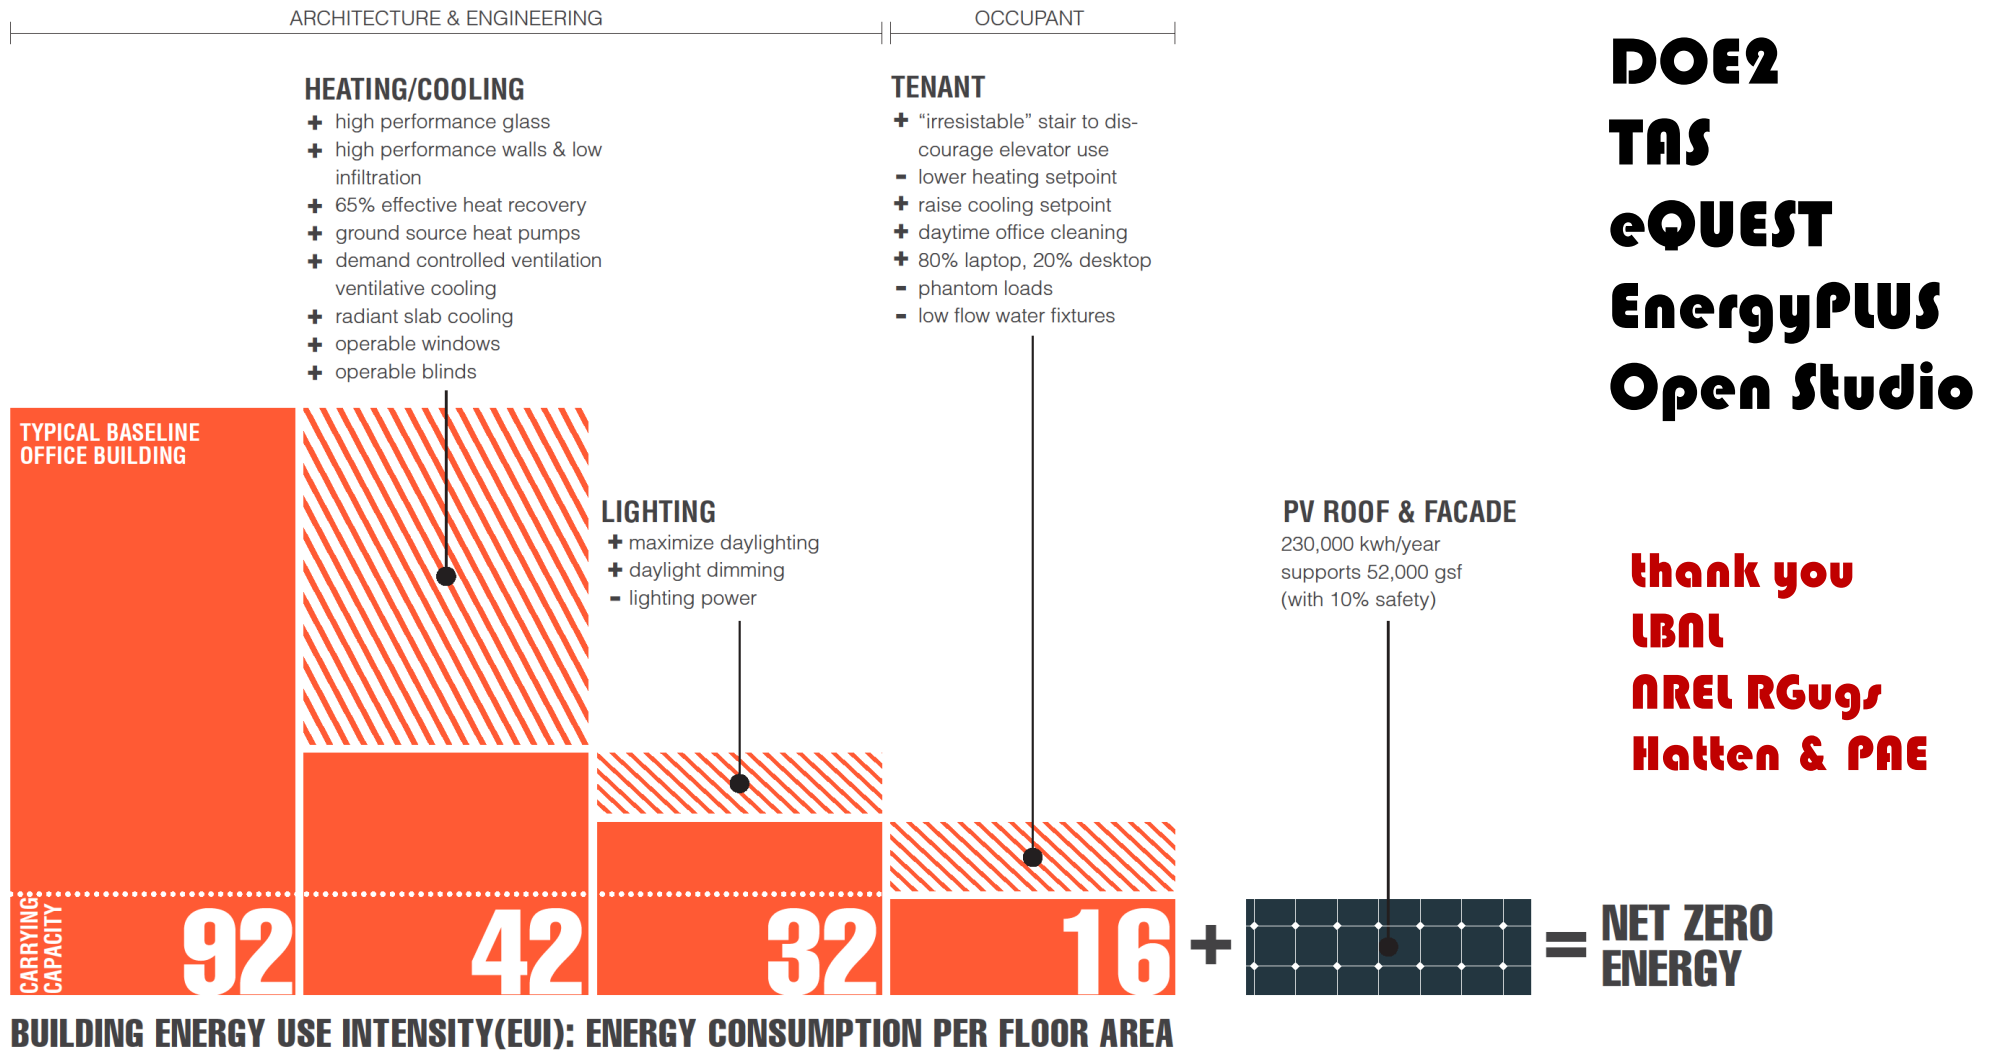 ARCHITECTURE & ENGINEERING
OCCUPANT
HEATING/COOLING
+ high performance glass
+ high performance walls & low
infiltration
+ 65% effective heat recovery
+ ground source heat pumps
+ demand controlled ventilation
ventilative cooling
+ radiant slab cooling
+ operable windows
+ operable blinds
TENANT
+ “irresistable” stair to dis-
courage elevator use
- lower heating setpoint
+ raise cooling setpoint
+ daytime office cleaning
+ 80% laptop, 20% desktop
- phantom loads
- low flow water fixtures
DOE2
TAS
eQUEST
EnergyPLUS
Open Studio
TYPICAL BASELINE
OFFICE BUILDING
LIGHTING
+ maximize daylighting
+ daylight dimming
- lighting power
PV ROOF & FACADE
230,000 kwh/year
supports 52,000 gsf
(with 10% safety)
thank you
LBNL
NREL RGugs
Hatten & PAE
CARRYING
CAPACITY
92
42
32
16
+
=
NET ZERO
ENERGY
BUILDING ENERGY USE INTENSITY(EUI): ENERGY CONSUMPTION PER FLOOR AREA